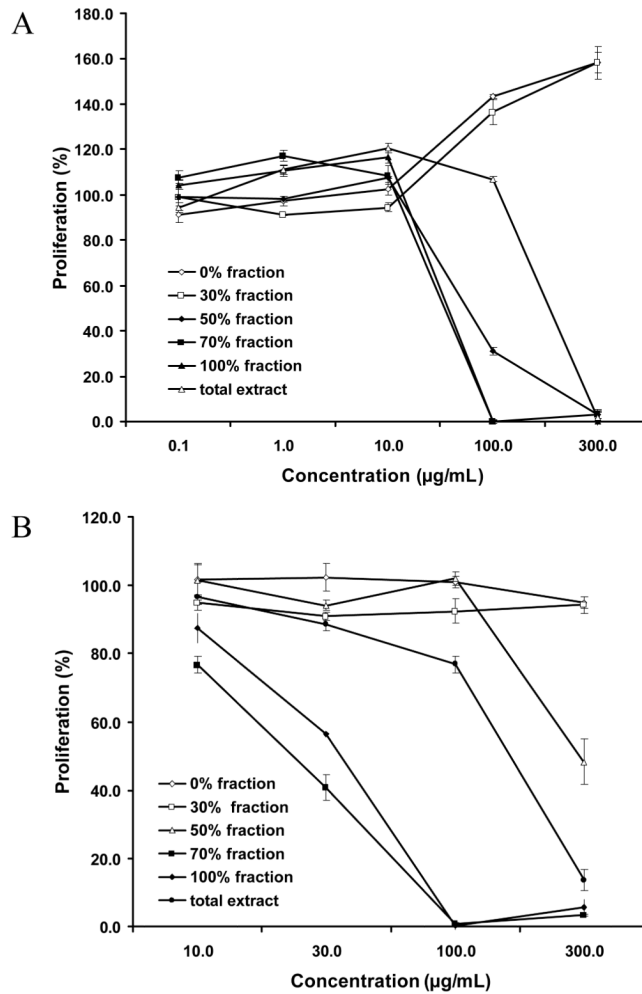 A
180.0
160.0
140.0
120.0
100.0
80.0
60.0
40.0
20.0
0.0
Proliferation (%)
0% fraction
30% fraction
50% fraction
70% fraction
100% fraction
total extract
0.1 1.0 10.0 100.0 300.0
Concentration (µg/mL)
B
120.0
100.0
80.0
60.0
40.0
20.0
0.0
Proliferation (%)
0% fraction
30% fraction
50% fraction
70% fraction
100% fraction
total extract
10.0 30.0 100.0 300.0
Concentration (µg/mL)